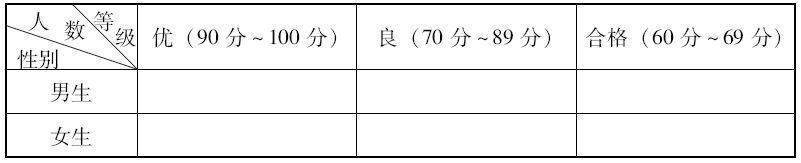 人数 等级 优（90 分～100 分） 良（70 分～89 分） 合格（60 分～69 分）
性别
男生
女生